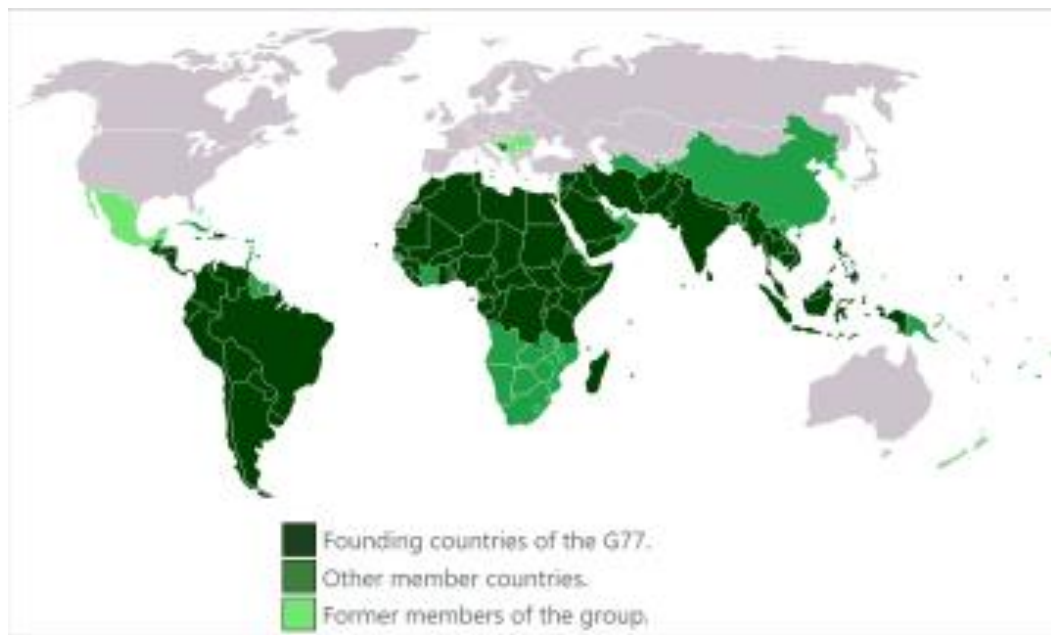 Founding countries of the G77.
Other member countries.
Former members of the group.